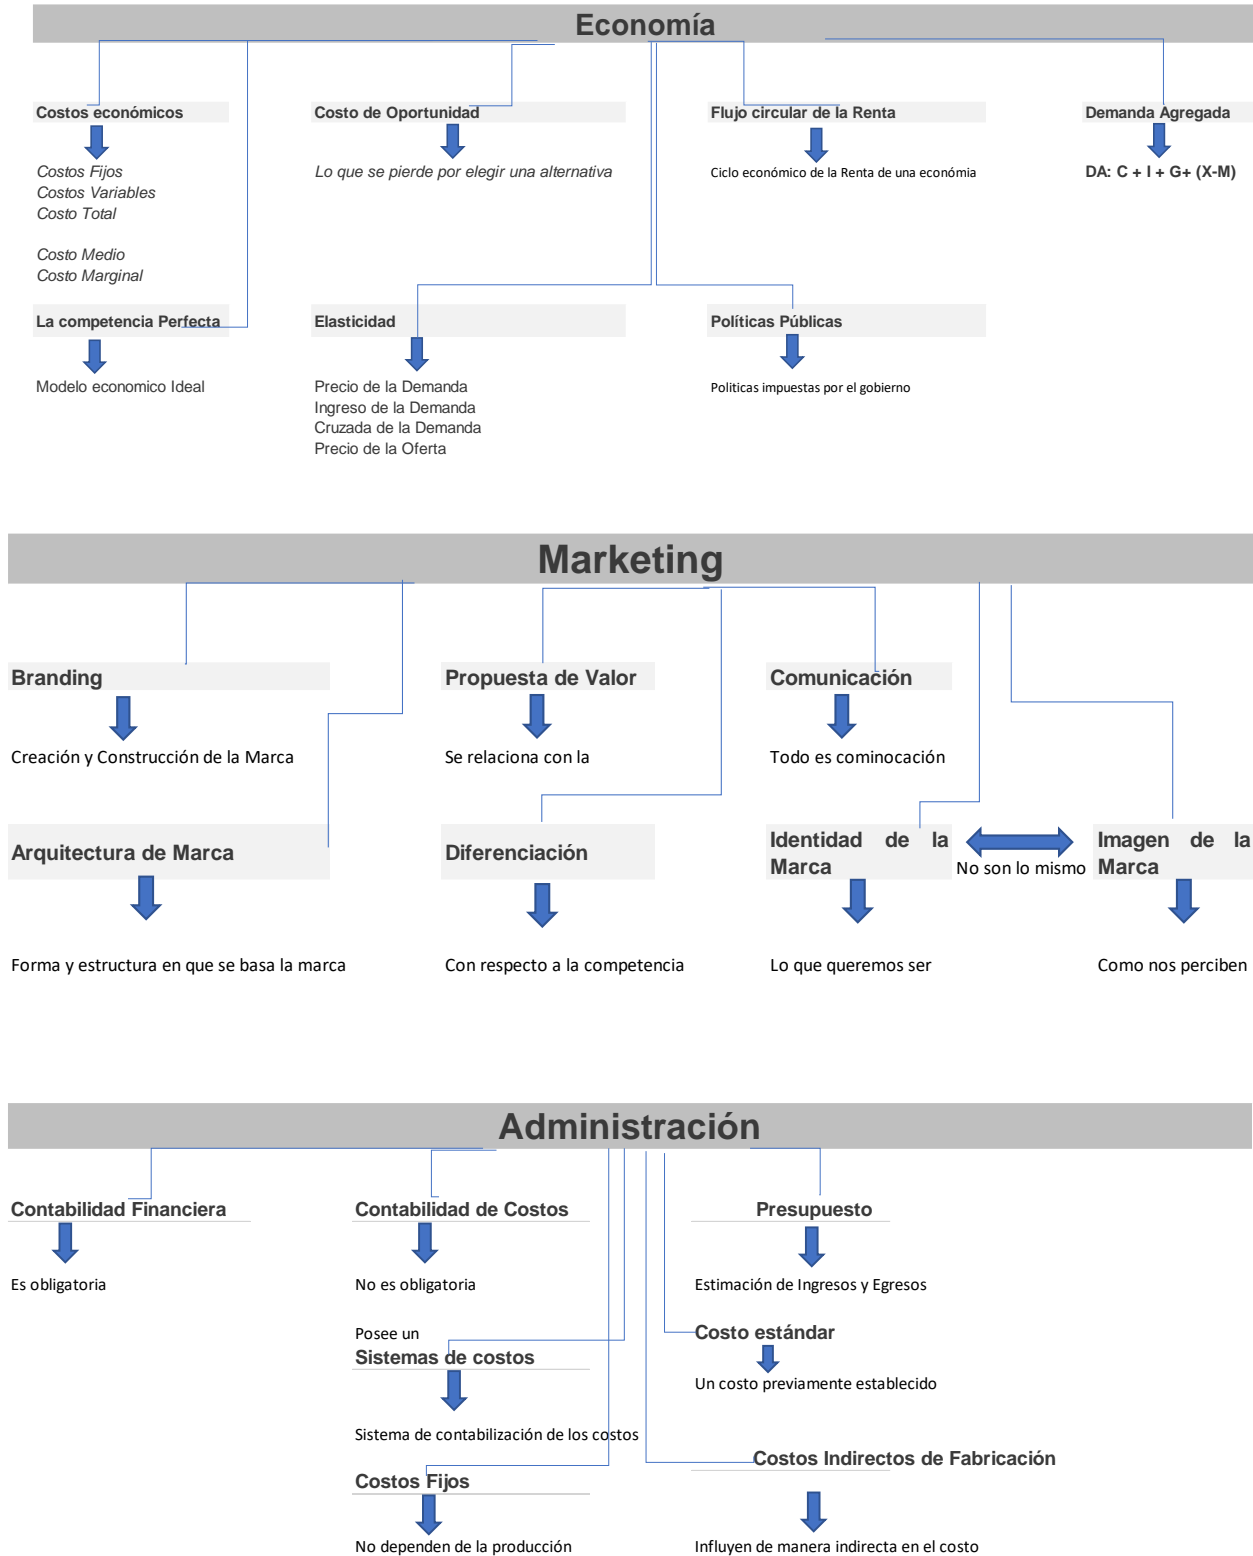 Economía
Costos económicos
Costo de Oportunidad
Flujo circular de la Renta
Demanda Agregada
Costos Fijos
Costos Variables
Costo Total
Costo Medio
Costo Marginal
Lo que se pierde por elegir una alternativa
Ciclo económico de la Renta de una económia
DA: C + I + G+ (X-M)
La competencia Perfecta
Elasticidad
Políticas Públicas
Modelo economico Ideal
Precio de la Demanda
Ingreso de la Demanda
Cruzada de la Demanda
Precio de la Oferta
Politicas impuestas por el gobierno
Marketing
Branding
Propuesta de Valor
Comunicación
Creación y Construcción de la Marca
Se relaciona con la
Todo es cominocación
Arquitectura de Marca
Diferenciación
Identidad de la
Marca
No son lo mismo
Imagen de la
Marca
Forma y estructura en que se basa la marca
Con respecto a la competencia
Lo que queremos ser
Como nos perciben
Administración
Contabilidad Financiera
Contabilidad de Costos
Presupuesto
Es obligatoria
No es obligatoria
Estimación de Ingresos y Egresos
Posee un
Sistemas de costos
Costo estándar
Un costo previamente establecido
Sistema de contabilización de los costos
Costos Indirectos de Fabricación
Costos Fijos
No dependen de la producción
Influyen de manera indirecta en el costo